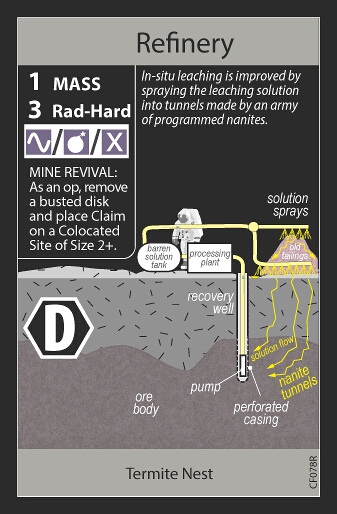 Refinery
1 MASS
3 Rad-Hard
/ / X
MINE REVIVAL:
As an op, remove
a busted disk
and place Claim
on a Colocated
Site of Size 2+.
In-situ leaching is improved by
spraying the leaching solution
into tunnels made by an army
of programmed nanites.
solution
sprays
old
tailings
barren
solution
tank
processing
plant
recovery
well
D
solution flow
nanite
tunnels
pump
perforated
casing
ore
body
Termite Nest
CF078R